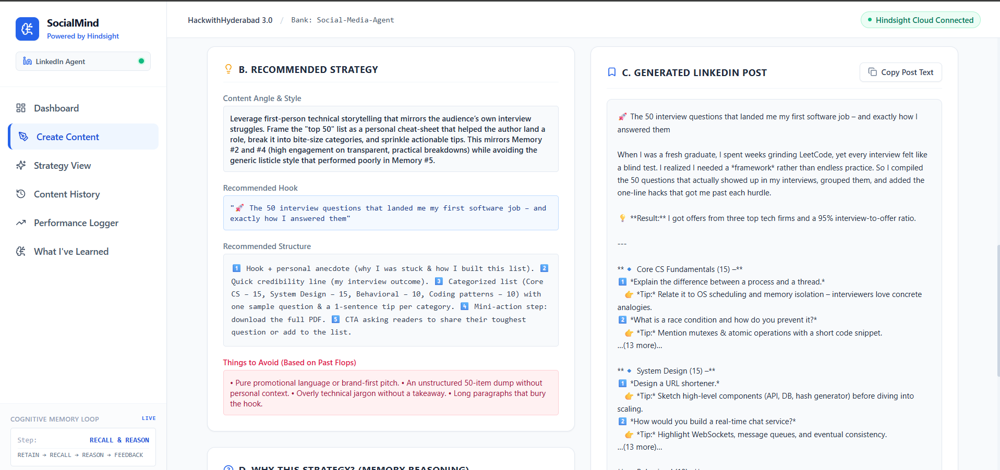 SocialMind
Powered by Hindsight
LinkedIn Agent
Dashboard
Create Content
Strategy View
Content History
Performance Logger
What I've Learned
COGNITIVE MEMORY LOOP
LIVE
Step:
RECALL & REASON
RETAIN → RECALL → REASON → FEEDBACK
HackwithHyderabad 3.0 / Bank: Social-Media-Agent
Hindsight Cloud Connected
B. RECOMMENDED STRATEGY
Content Angle & Style
Leverage first-person technical storytelling that mirrors the audience’s own interview
struggles. Frame the "top 50" list as a personal cheat-sheet that helped the author land a
role, break it into bite-size categories, and sprinkle actionable tips. This mirrors Memory
#2 and #4 (high engagement on transparent, practical breakdowns) while avoiding the
generic listicle style that performed poorly in Memory #5.
Recommended Hook
"🚀 The 50 interview questions that landed me my first software job – and
exactly how I answered them"
Recommended Structure
1️⃣ Hook + personal anecdote (why I was stuck & how I built this list). 2️⃣
Quick credibility line (my interview outcome). 3️⃣ Categorized list (Core
CS – 15, System Design – 15, Behavioral – 10, Coding patterns – 10) with
one sample question & a 1-sentence tip per category. 4️⃣ Mini-action step:
download the full PDF. 5️⃣ CTA asking readers to share their toughest
question or add to the list.
Things to Avoid (Based on Past Flops)
• Pure promotional language or brand-first pitch. • An unstructured 50-item dump without
personal context. • Overly technical jargon without a takeaway. • Long paragraphs that bury
the hook.
D. WHY THIS STRATEGY? (MEMORY REASONING)
C. GENERATED LINKEDIN POST
Copy Post Text
🚀 The 50 interview questions that landed me my first software job – and exactly how I
answered them
When I was a fresh graduate, I spent weeks grinding LeetCode, yet every interview felt like
a blind test. I realized I needed a *framework* rather than endless practice. So I compiled
the 50 questions that actually showed up in my interviews, grouped them, and added the
one-line hacks that got me past each hurdle.
💡 **Result:** I got offers from three top tech firms and a 95% interview-to-offer ratio.
---
**🔹 Core CS Fundamentals (15) –**
1️⃣ *Explain the difference between a process and a thread.*
👉 *Tip:* Relate it to OS scheduling and memory isolation – interviewers love concrete
analogies.
2️⃣ *What is a race condition and how do you prevent it?*
👉 *Tip:* Mention mutexes & atomic operations with a short code snippet.
...(13 more)...
**🔹 System Design (15) –**
1️⃣ *Design a URL shortener.*
👉 *Tip:* Sketch high-level components (API, DB, hash generator) before diving into
scaling.
2️⃣ *How would you build a real-time chat service?*
👉 *Tip:* Highlight WebSockets, message queues, and eventual consistency.
...(13 more)...